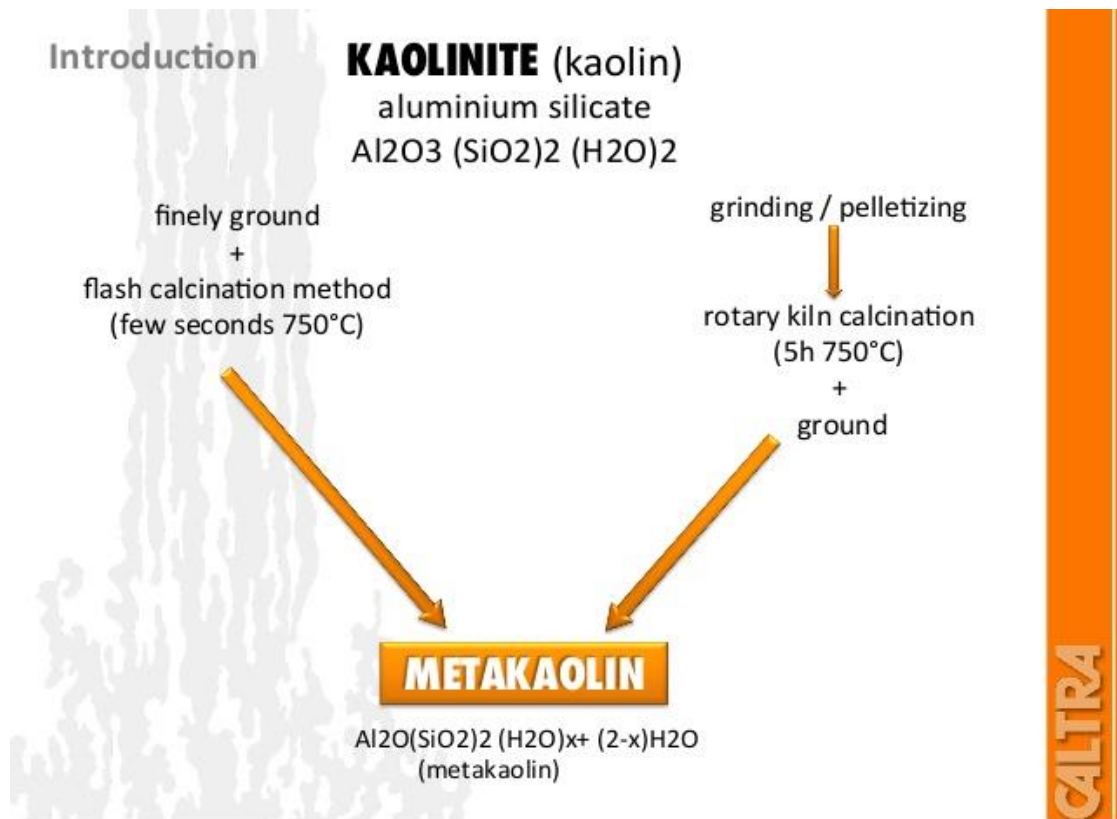 Introduction
KAOLINITE (kaolin)
aluminium silicate
Al2O3 (SiO2)2 (H2O)2
finely ground
+
flash calcination method
(few seconds 750°C)
grinding / pelletizing
rotary kiln calcination
(5h 750°C)
+
ground
METAKAOLIN
Al2O(SiO2)2 (H2O)x+ (2-x)H2O
(metakaolin)
CALTRA